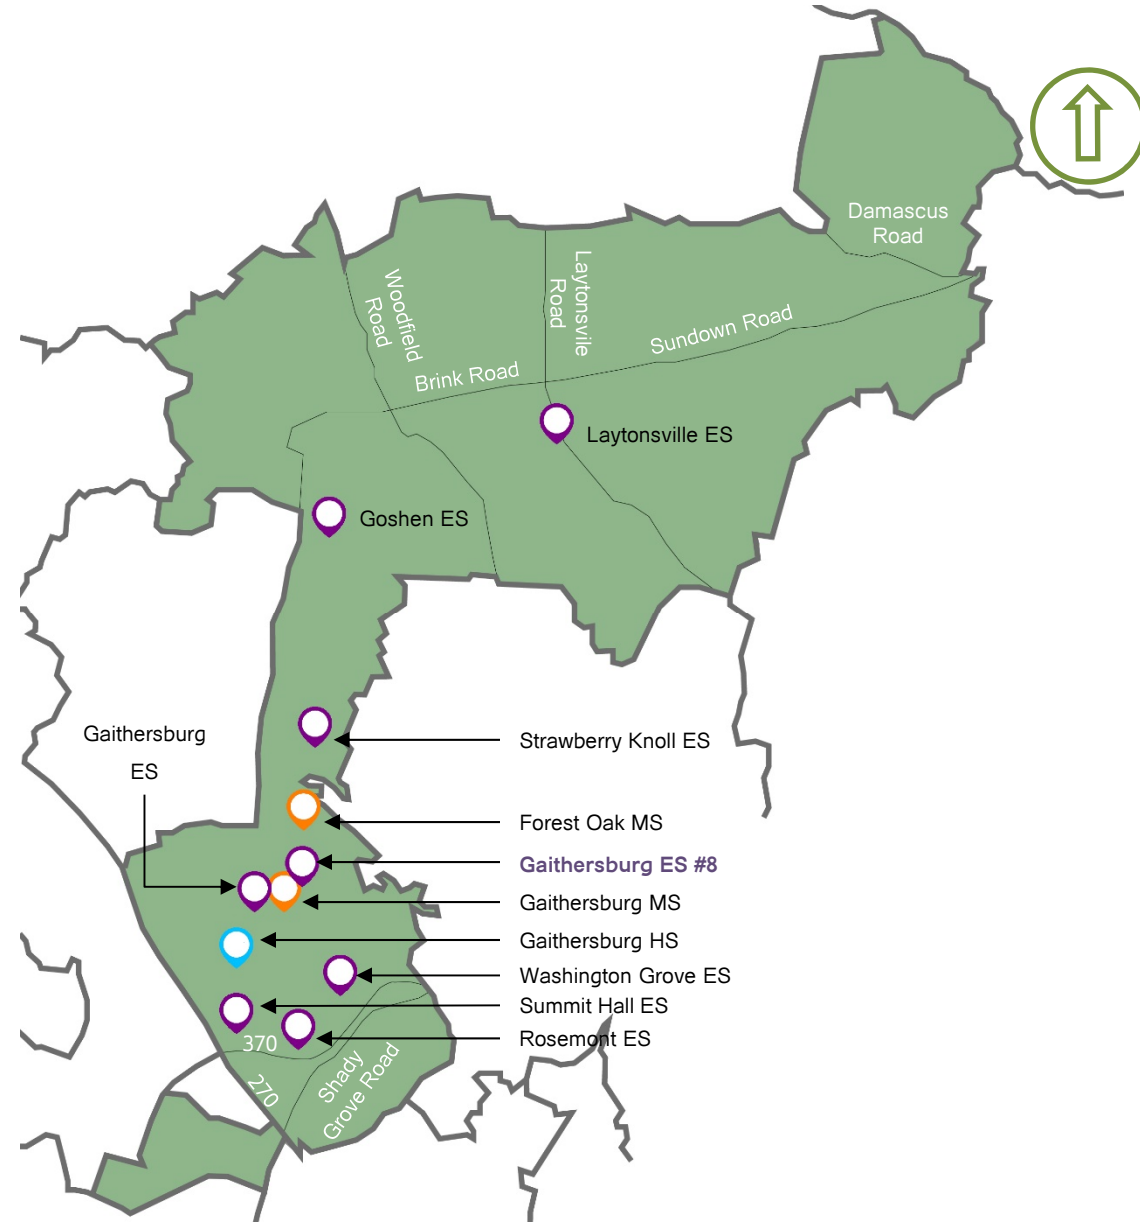 Damascus
Road
Laytonsvile
Road
Woodfield
Road
Sundown Road
Brink Road
Laytonsville ES
Goshen ES
Gaithersburg
ES
Strawberry Knoll ES
Forest Oak MS
Gaithersburg ES #8
Gaithersburg MS
Gaithersburg HS
Washington Grove ES
Summit Hall ES
Rosemont ES
370
270
Shady
Grove Road